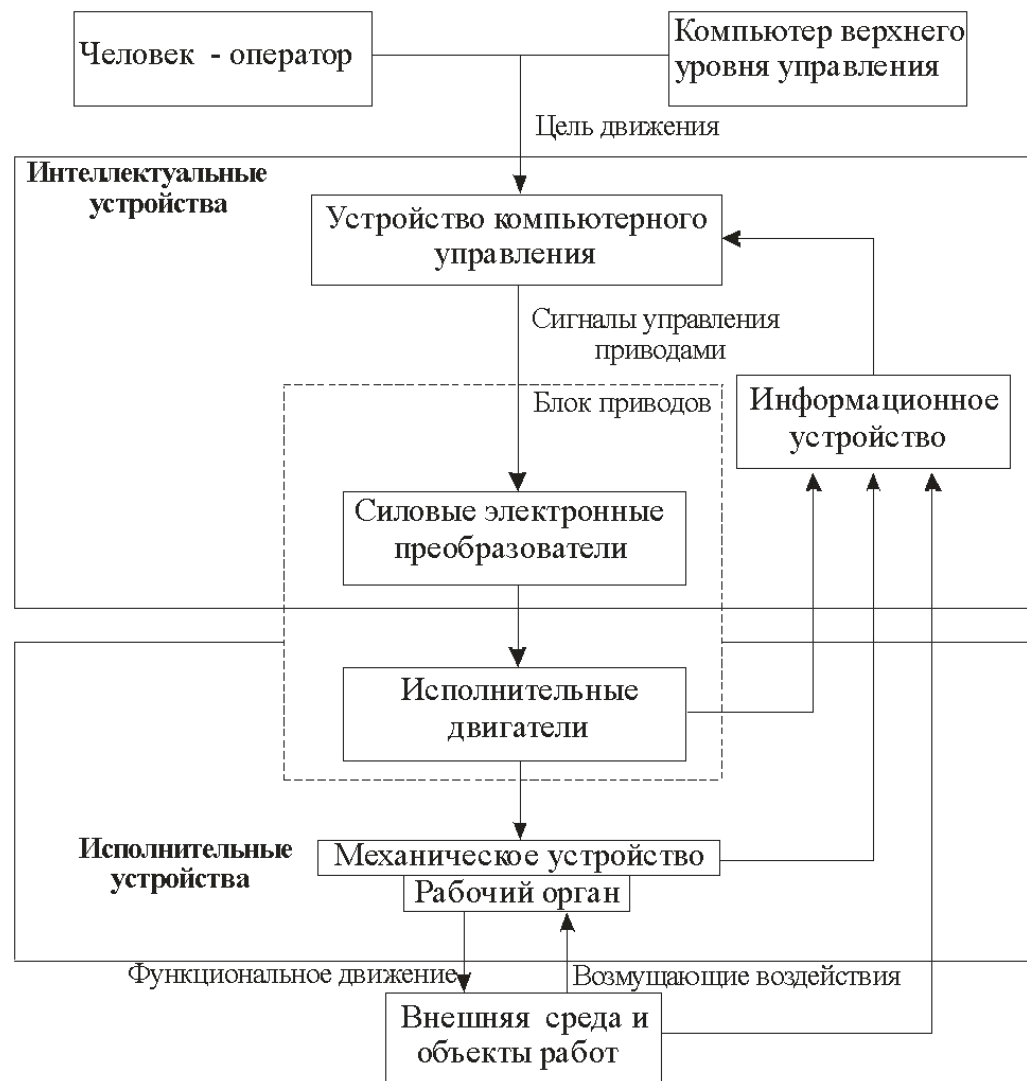 Человек - оператор
Компьютер верхнего
уровня управления
Цель движения
Интеллектуальные
устройства
Устройство компьютерного
управления
Сигналы управления
приводами
Блок приводов
Информационное
устройство
Силовые электронные
преобразователи
Исполнительные
двигатели
Исполнительные
устройства
Механическое устройство
Рабочий орган
Функциональное движение
Возмущающие воздействия
Внешняя среда и
объекты работ